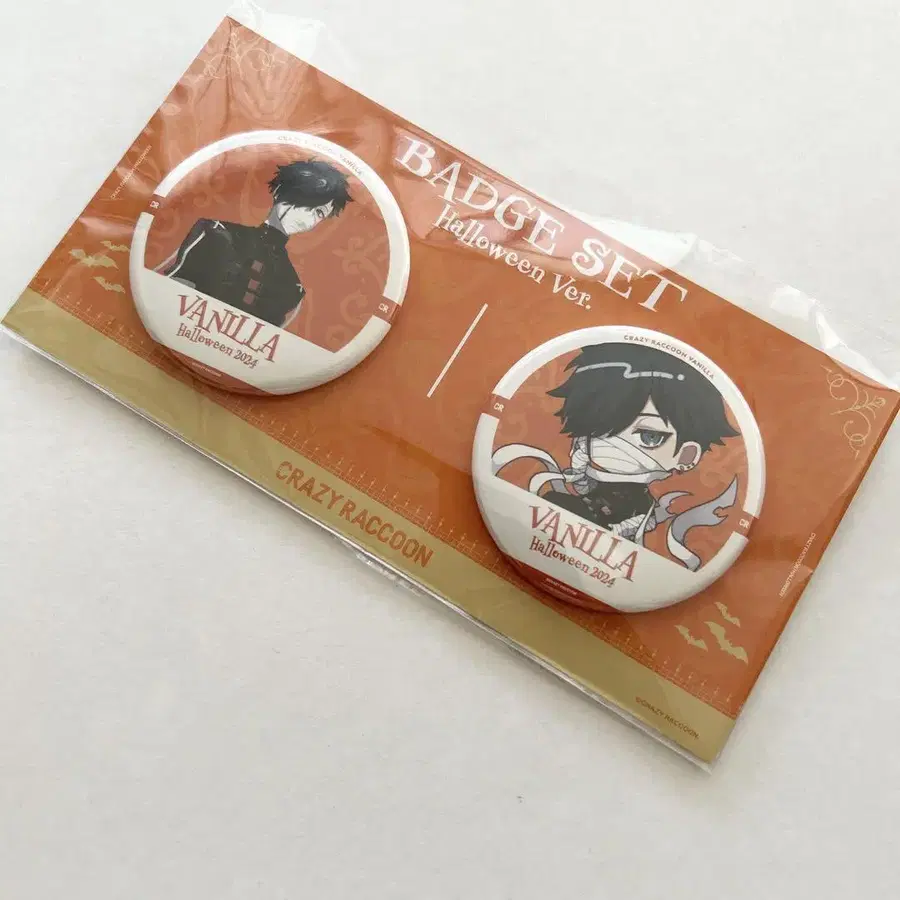 BADGE SET
Halloween Ver.
CRAZY RACCOON VANILLA
CR
CR
VANILLA
Halloween 2024
CRAZY RACCOON VANILLA
CR
CR
VANILLA
Halloween 2024
CRAZY RACCOON
©CRAZY RACCOON